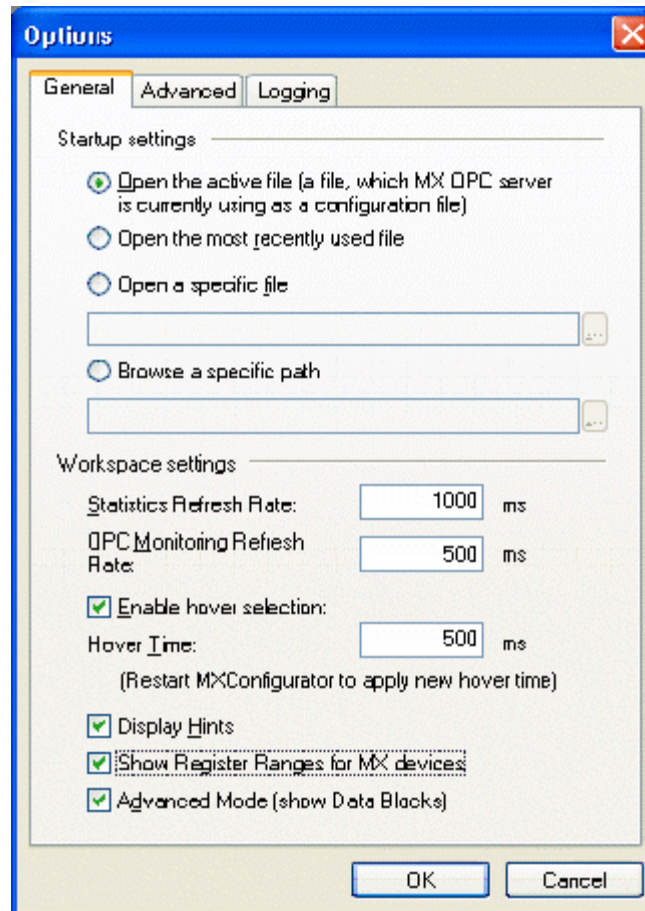 Options
General Advanced Logging
Startup settings
Open the active file (a file, which MX OPC server
is currently using as a configuration file)
Open the most recently used file
Open a specific file
...
Browse a specific path
...
Workspace settings
Statistics Refresh Rate: 1000 ms
OPC Monitoring Refresh
Rate: 500 ms
Enable hover selection:
Hover Time: 500 ms
(Restart MXConfigurator to apply new hover time)
Display Hints
Show Register Ranges for MX devices
Advanced Mode (show Data Blocks)
OK Cancel